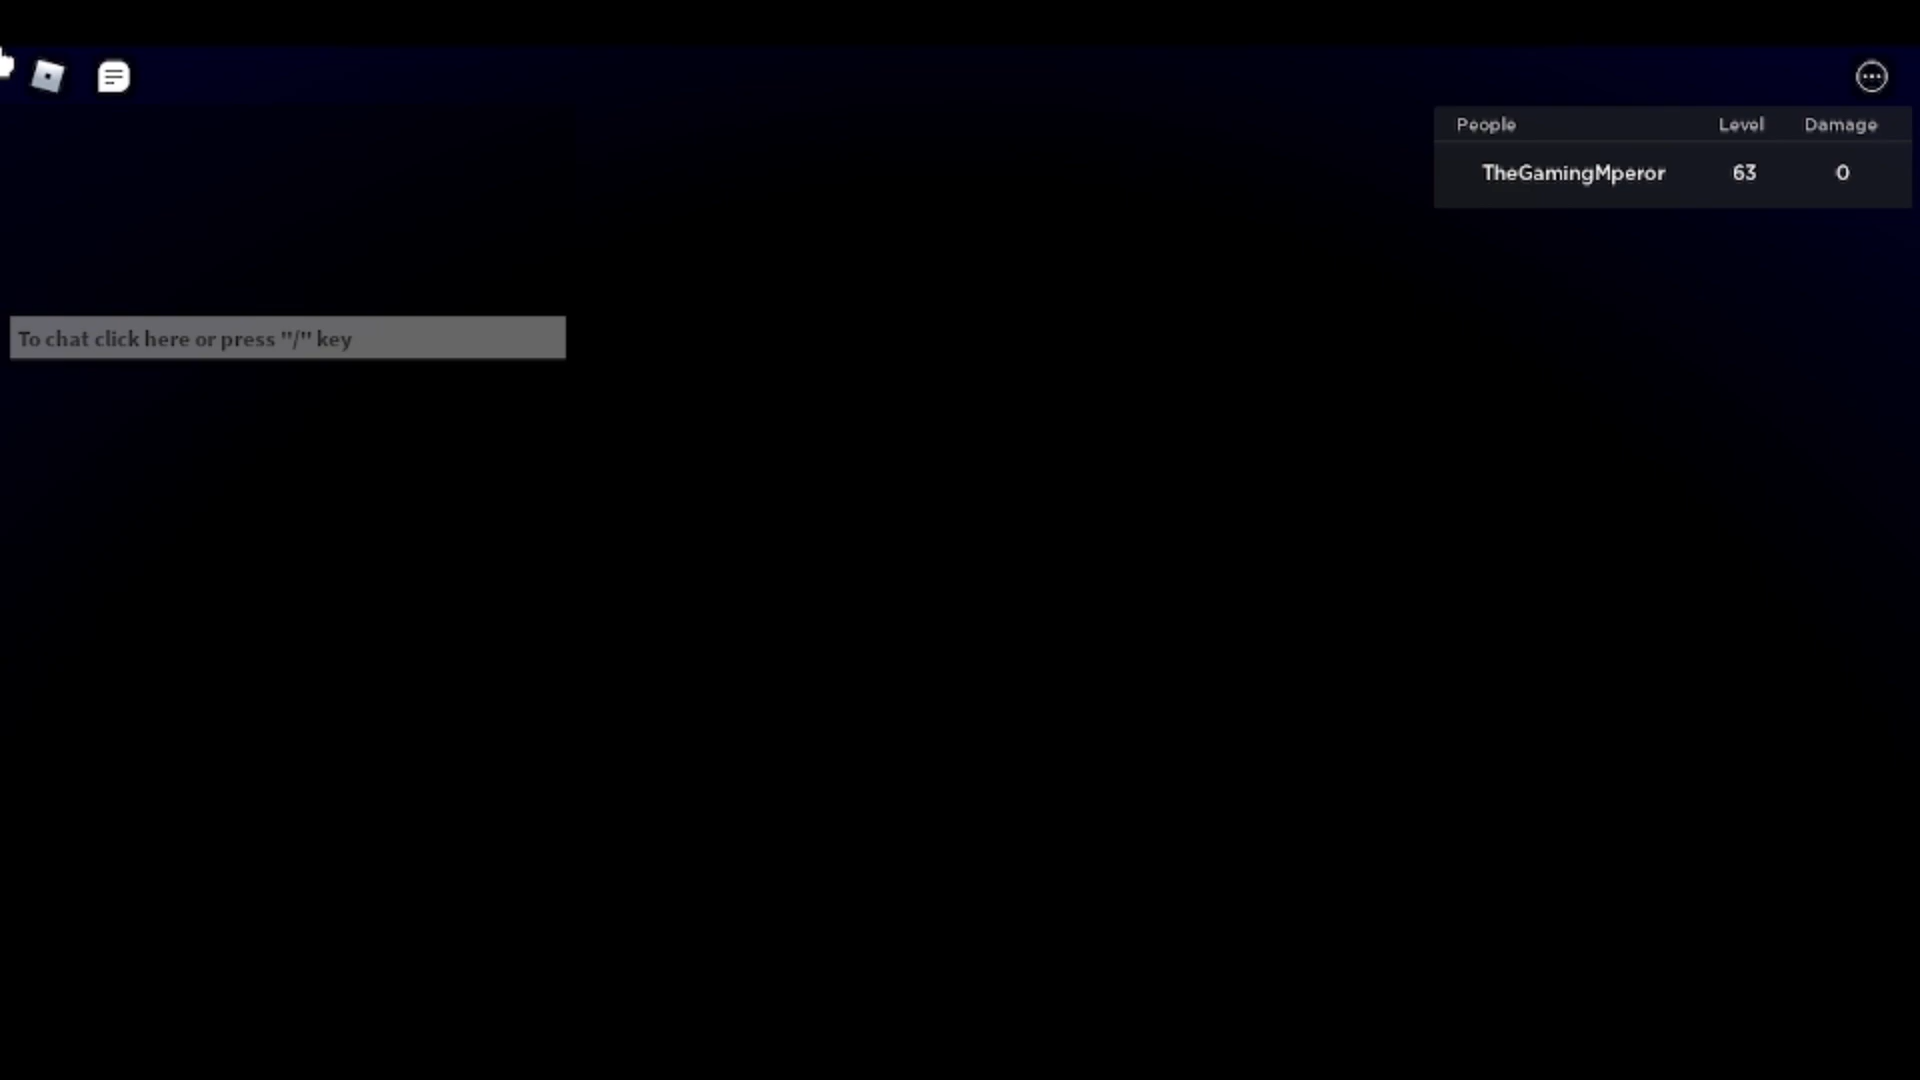 People Level Damage
TheGamingMperor 63 0
To chat click here or press "/" key